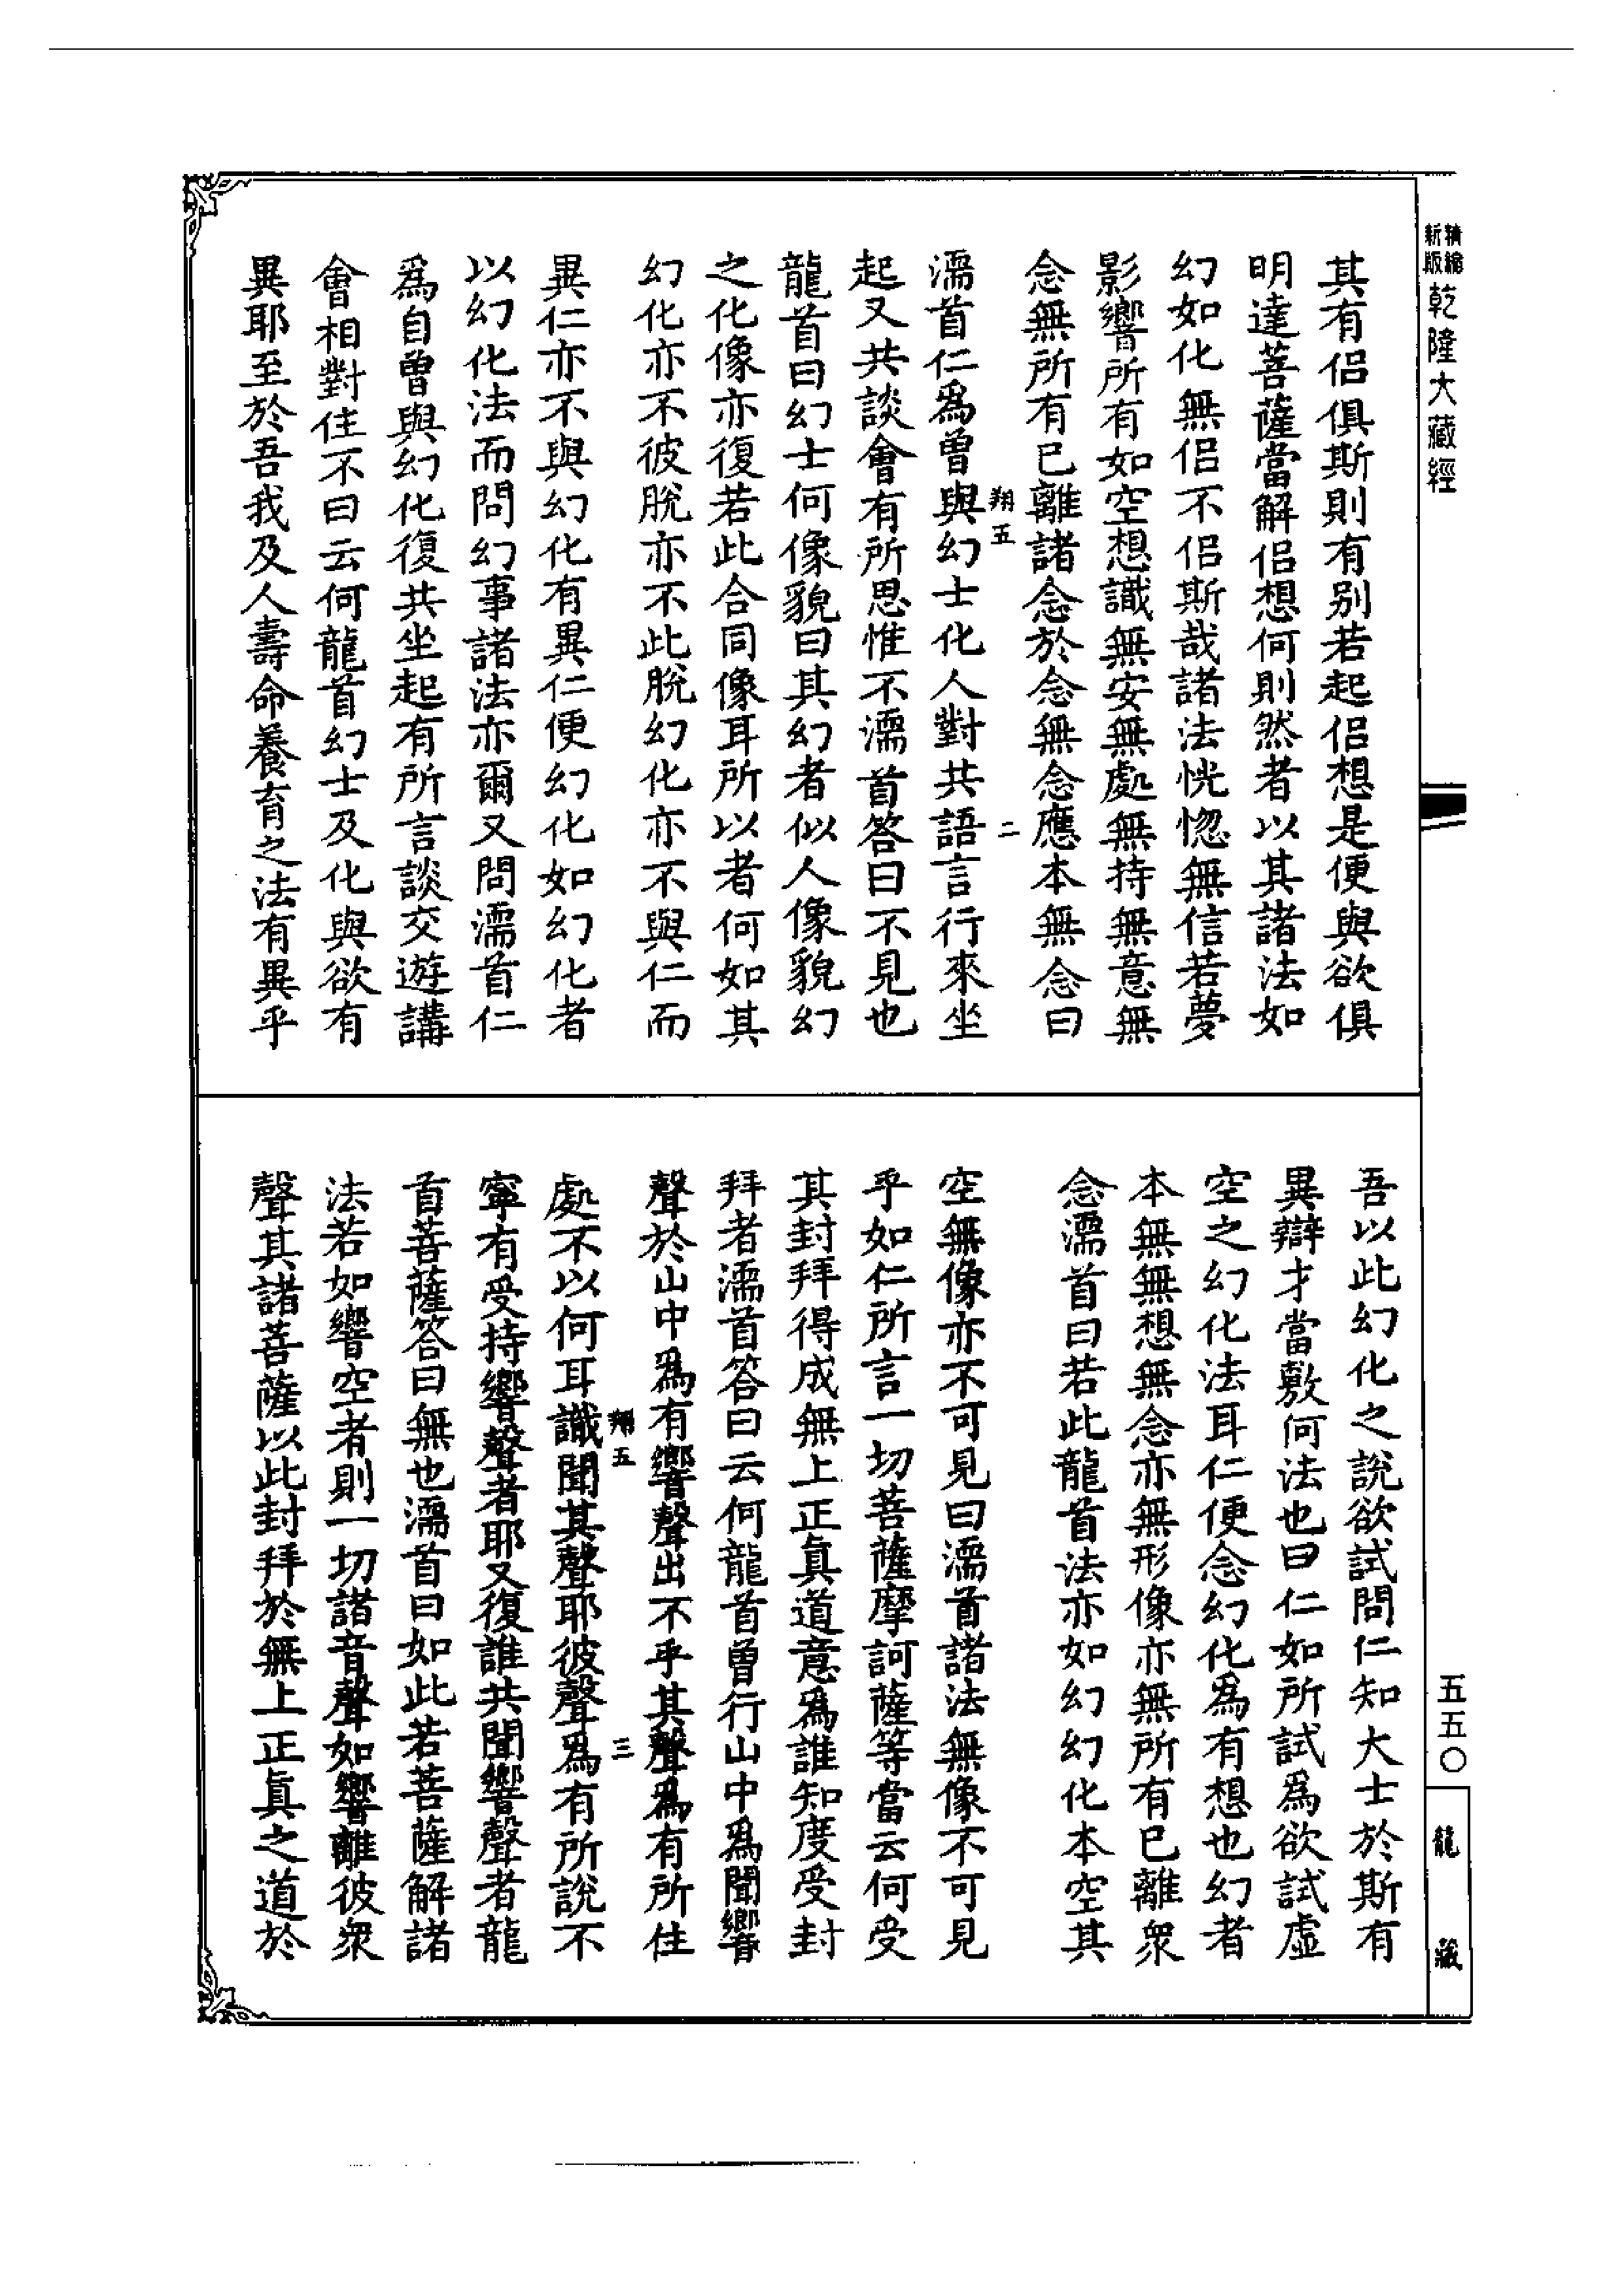 精縮新版乾隆大藏經
其有侶俱斯則有別若起侶想是便與欲俱
明達菩薩當解侶想何則然者以其諸法如
幻如化無侶不侶斯哉諸法恍惚無信若夢
影響所有如空想識無安無處無持無意無
念無所有已離諸念於念無念應本無念曰
翔五 二
濡首仁爲曾與幻士化人對共語言行來坐
起又共談會有所思惟不濡首答曰不見也
龍首曰幻士何像貌曰其幻者似人像貌幻
之化像亦復若此合同像耳所以者何如其
幻化亦不彼脫亦不此脫幻化亦不與仁而
異仁亦不與幻化有異仁便幻化如幻化者
以幻化法而問幻事諸法亦爾又問濡首仁
爲自曾與幻化復共坐起有所言談交遊講
會相對住不曰云何龍首幻士及化與欲有
異耶至於吾我及人壽命養育之法有異乎
吾以此幻化之說欲試問仁知大士於斯有
異辯才當敷何法也曰仁如所試爲欲試虛
空之幻化法耳仁便念幻化爲有想也幻者
本無無想無念亦無形像亦無所有已離衆
念濡首曰若此龍首法亦如幻幻化本空其
空無像亦不可見曰濡首諸法無像不可見
乎如仁所言一切菩薩摩訶薩等當云何受
其封拜得成無上正眞道意爲誰知度受封
拜者濡首答曰云何龍首曾行山中爲聞響
聲於山中爲有響聲出不乎其聲爲有所住
翔五 三
處不以何耳識聞其聲耶彼聲爲有所說不
寧有受持響聲者耶又復誰共聞響聲者龍
首菩薩答曰無也濡首曰如此若菩薩解諸
法若如響空者則一切諸音聲如響離彼衆
聲其諸菩薩以此封拜於無上正眞之道於
五五〇
龍藏